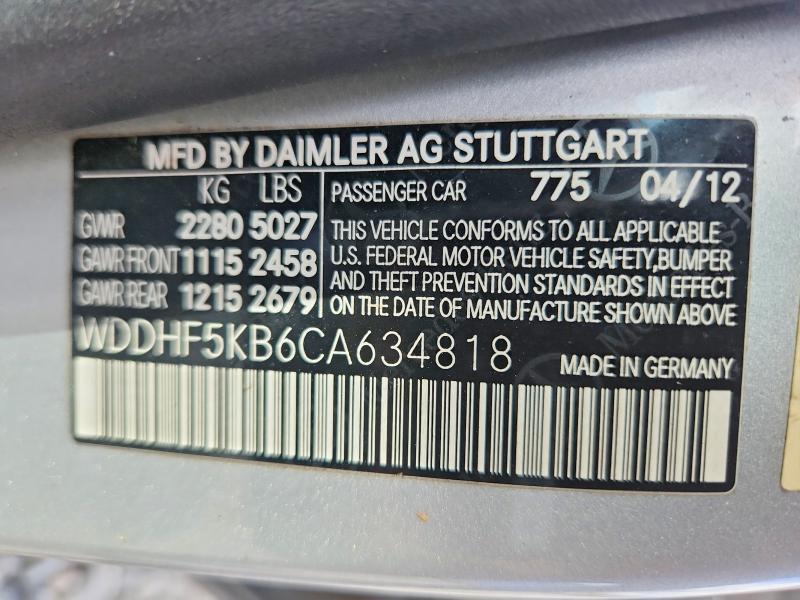 MFD BY DAIMLER AG STUTTGART
KG LBS
GVWR 2280 5027
GAWR FRONT 1115 2458
GAWR REAR 1215 2679
PASSENGER CAR 775 04/12
THIS VEHICLE CONFORMS TO ALL APPLICABLE
U.S. FEDERAL MOTOR VEHICLE SAFETY,BUMPER
AND THEFT PREVENTION STANDARDS IN EFFECT
ON THE DATE OF MANUFACTURE SHOWN ABOVE.
WDDHF5KB6CA634818
MADE IN GERMANY